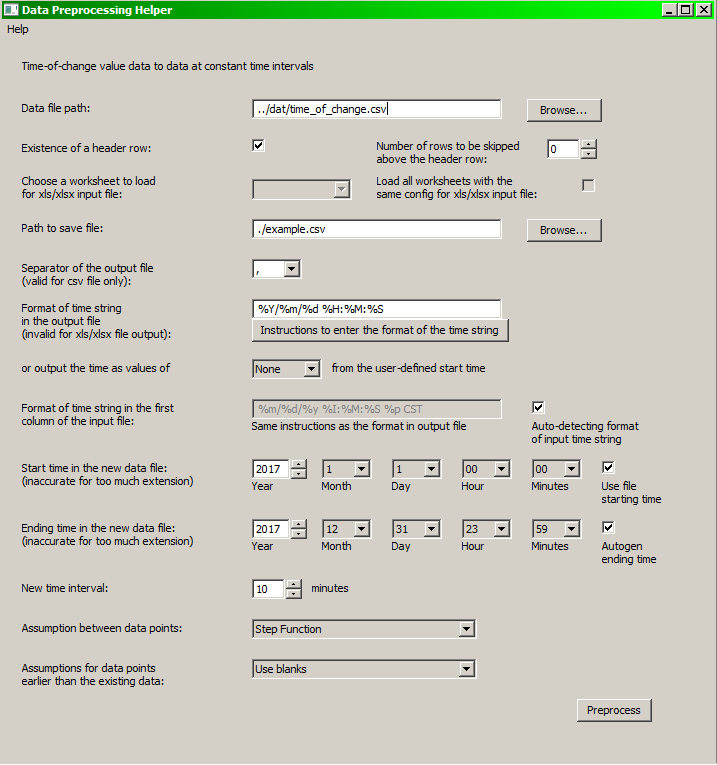 Data Preprocessing Helper
Help
Time-of-change value data to data at constant time intervals
Data file path:
../dat/time_of_change.csv
Browse...
Existence of a header row:
Number of rows to be skipped
above the header row:
0
Choose a worksheet to load
for xls/xlsx input file:
Load all worksheets with the
same config for xls/xlsx input file:
Path to save file:
./example.csv
Browse...
Separator of the output file
(valid for csv file only):
,
Format of time string
in the output file
(invalid for xls/xlsx file output):
%Y/%m/%d %H:%M:%S
Instructions to enter the format of the time string
or output the time as values of
None
from the user-defined start time
Format of time string in the first
column of the input file:
%m/%d/%y %I:%M:%S %p CST
Same instructions as the format in output file
Auto-detecting format
of input time string
Start time in the new data file:
(inaccurate for too much extension)
2017 1 1 00 00
Year Month Day Hour Minutes
Use file
starting time
Ending time in the new data file:
(inaccurate for too much extension)
2017 12 31 23 59
Year Month Day Hour Minutes
Autogen
ending time
New time interval:
10
minutes
Assumption between data points:
Step Function
Assumptions for data points
earlier than the existing data:
Use blanks
Preprocess